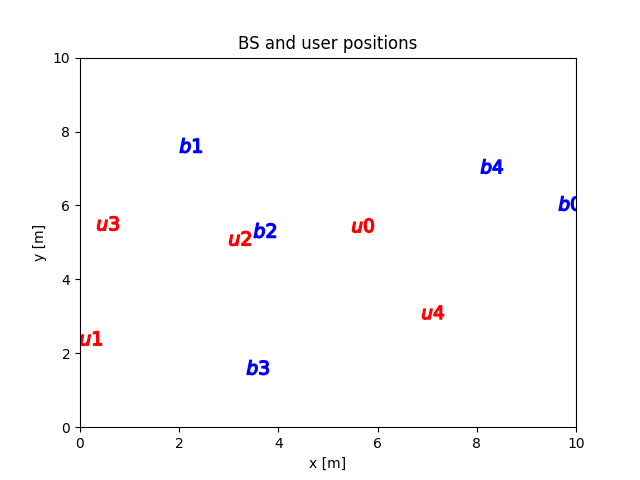 BS and user positions
10
b1
8
b4
6
b0
u3
u0
b2
u2
y [m]
4
u4
u1
2
b3
0
0 2 4 6 8 10
x [m]